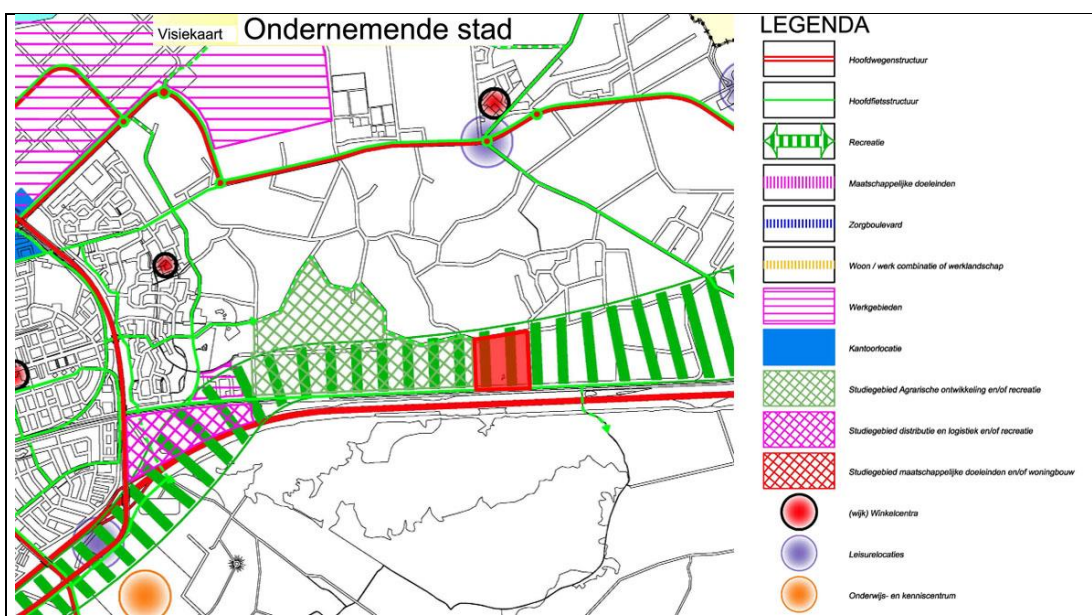 Visiekaart Ondernemende stad
LEGENDA
Hoofdwegenstructuur
Hoofdfietsstructuur
Recreatie
Maatschappelijke doeleinden
Zorgboulevard
Woon / werk combinatie of werklandschap
Werkgebieden
Kantoorlocatie
Studiegebied Agrarische ontwikkeling en/of recreatie
Studiegebied distributie en logistiek en/of recreatie
Studiegebied maatschappelijke doeleinden en/of woningbouw
(wijk) Winkelcentra
Leisurelocaties
Onderwijs- en kenniscentrum